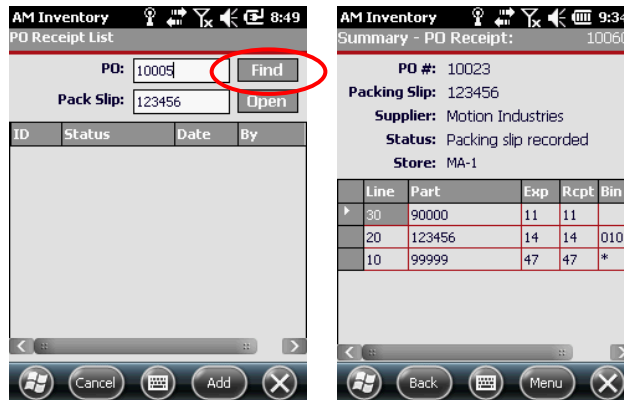 AM Inventory 8:49
PO Receipt List
PO: 10005 Find
Pack Slip: 123456 Open
ID Status Date By
Cancel Add
AM Inventory 9:34
Summary - PO Receipt: 10060
PO #: 10023
Packing Slip: 123456
Supplier: Motion Industries
Status: Packing slip recorded
Store: MA-1
Line Part Exp Rcpt Bin
30 90000 11 11
20 123456 14 14 010
10 99999 47 47 *
Back Menu